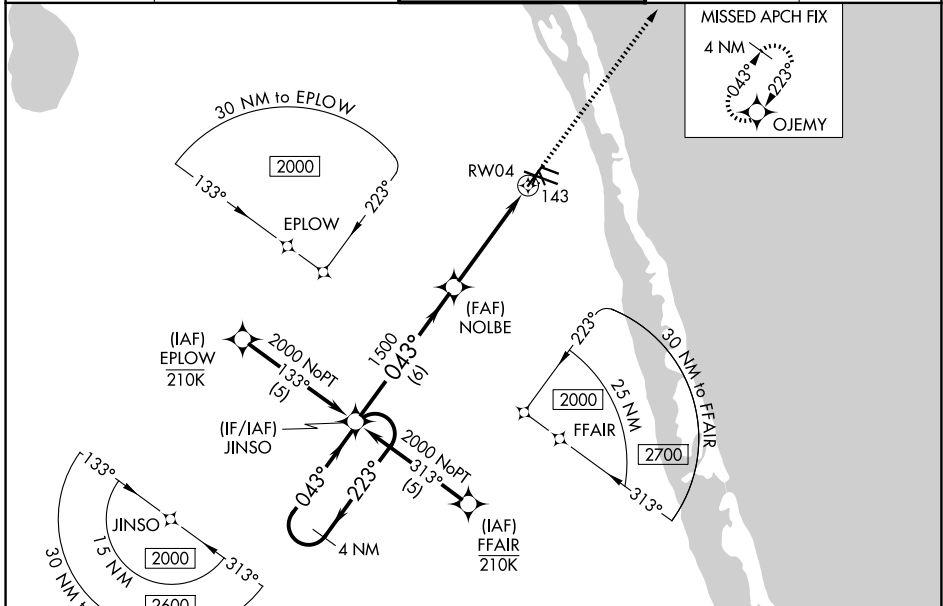 MISSED APCH FIX
4 NM
043°
223°
OJEMY
30 NM to EPLOW
2000
133°
223°
EPLOW
RW04
143
(FAF)
NOLBE
1500
043°
(6)
(IAF)
EPLOW
210K
2000 NoPT
133°
(5)
(IF/IAF)
JINSO
043°
223°
4 NM
2000 NoPT
313°
(5)
(IAF)
FFAIR
210K
223°
30 NM to FFAIR
25 NM
2000
FFAIR
2700
313°
133°
JINSO
15 NM
2000
313°
30 NM
2600